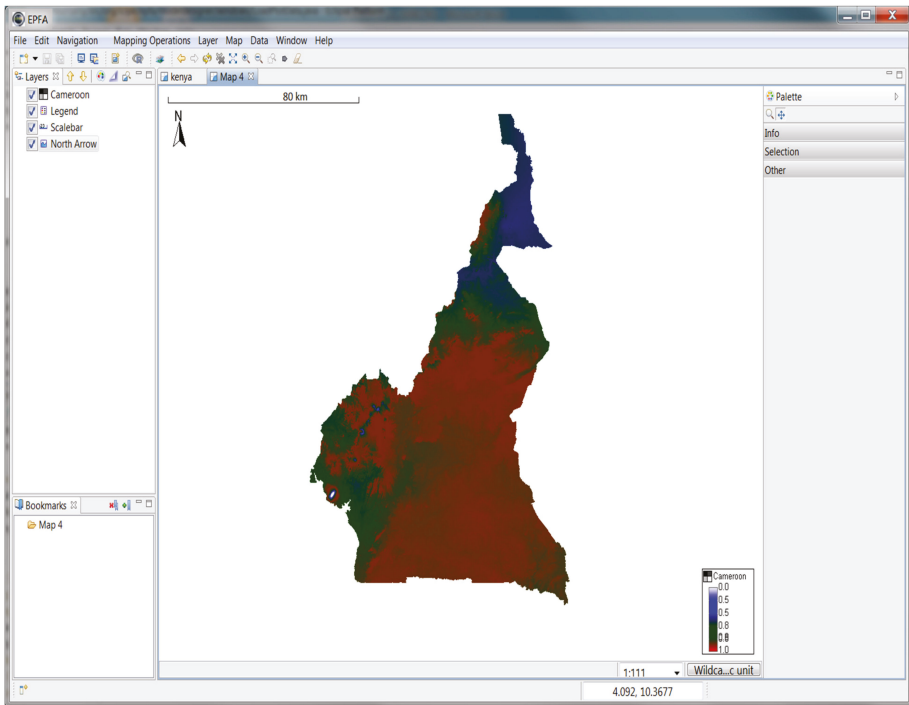 EPFA
File Edit Navigation Mapping Operations Layer Map Data Window Help
Layers
kenya
Map 4
Cameroon
Legend
Scalebar
North Arrow
80 km
N
Palette
Info
Selection
Other
Bookmarks
Map 4
Cameroon
0.0
0.5
0.5
0.8
1.0
1:111
Wildca...c unit
4.092, 10.3677